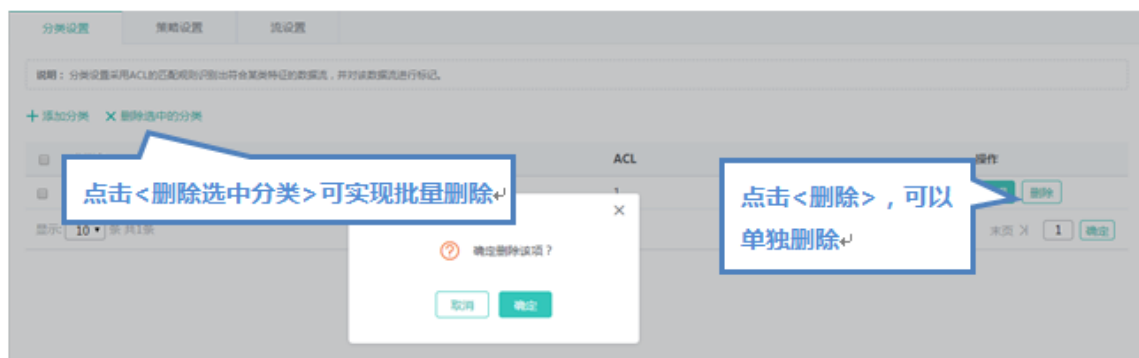 分类设置 策略设置 流设置
说明：分类设置采用ACL的匹配规则识别出符合某类特征的数据流，并对该数据流进行标记。
添加分类 删除选中的分类
ACL 操作
点击<删除选中分类>可实现批量删除
1 删除
点击<删除>，可以
单独删除
显示: 10 条 共1条 末页 1 确定
确定删除该项？
取消 确定